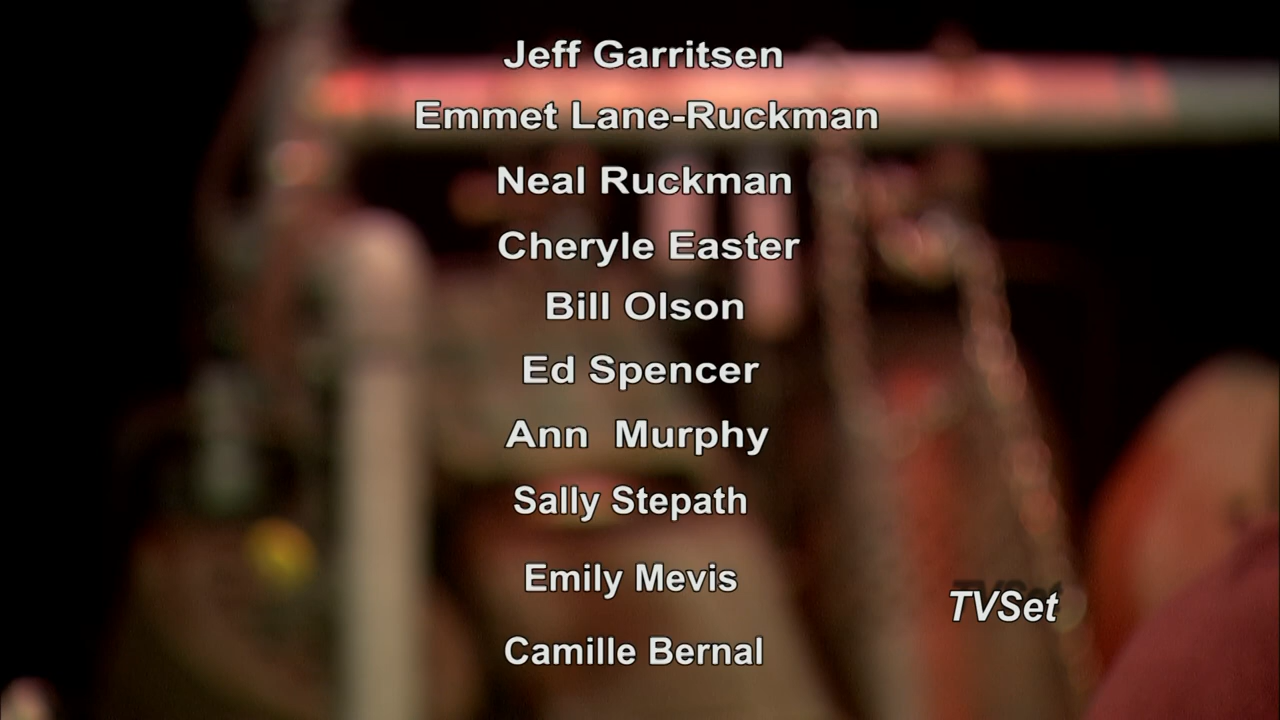 Jeff Garritsen
Emmet Lane-Ruckman
Neal Ruckman
Cheryle Easter
Bill Olson
Ed Spencer
Ann  Murphy
Sally Stepath
Emily Mevis
TVSet
Camille Bernal